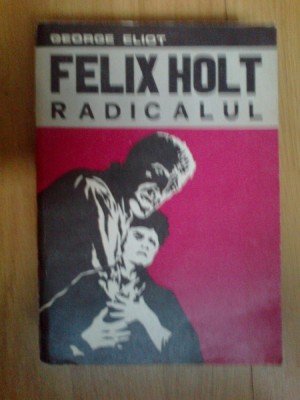 GEORGE ELIOT
FELIX HOLT
RADICALUL